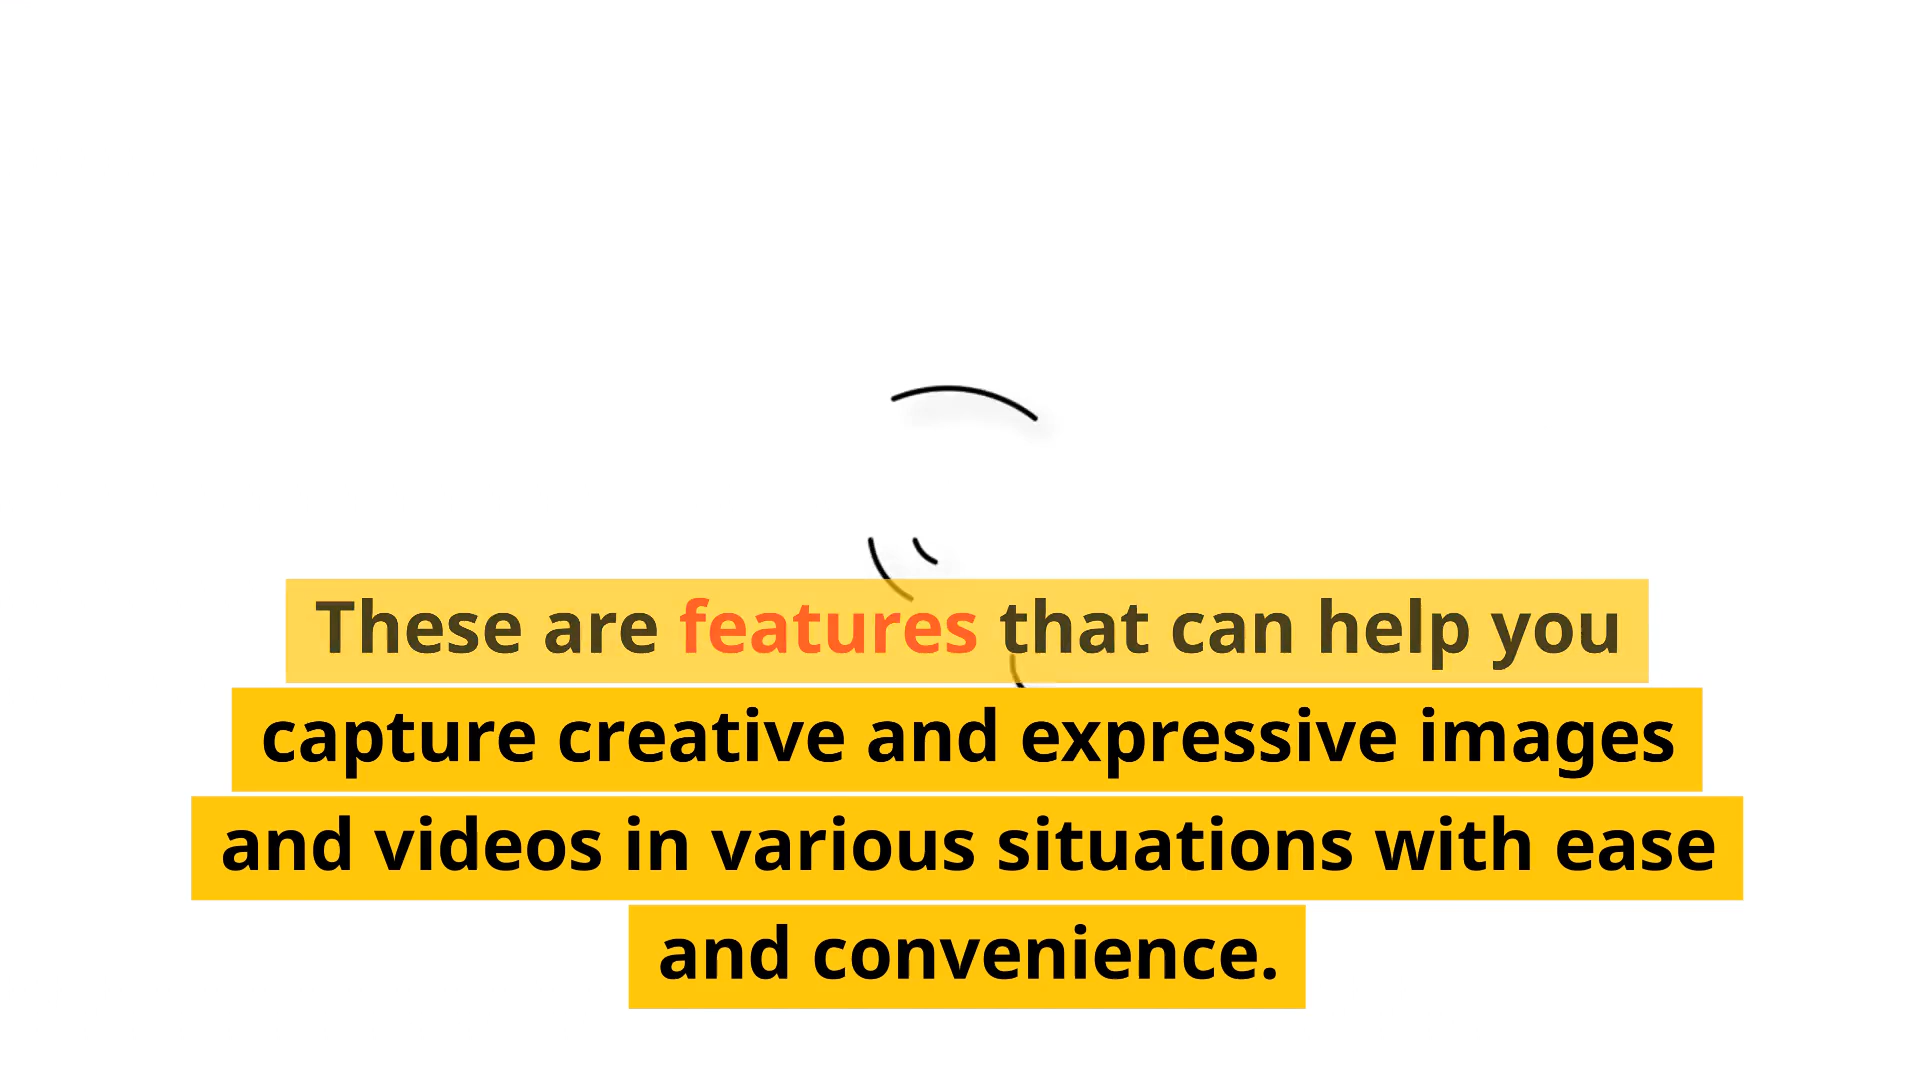 These are features that can help you
capture creative and expressive images
and videos in various situations with ease
and convenience.